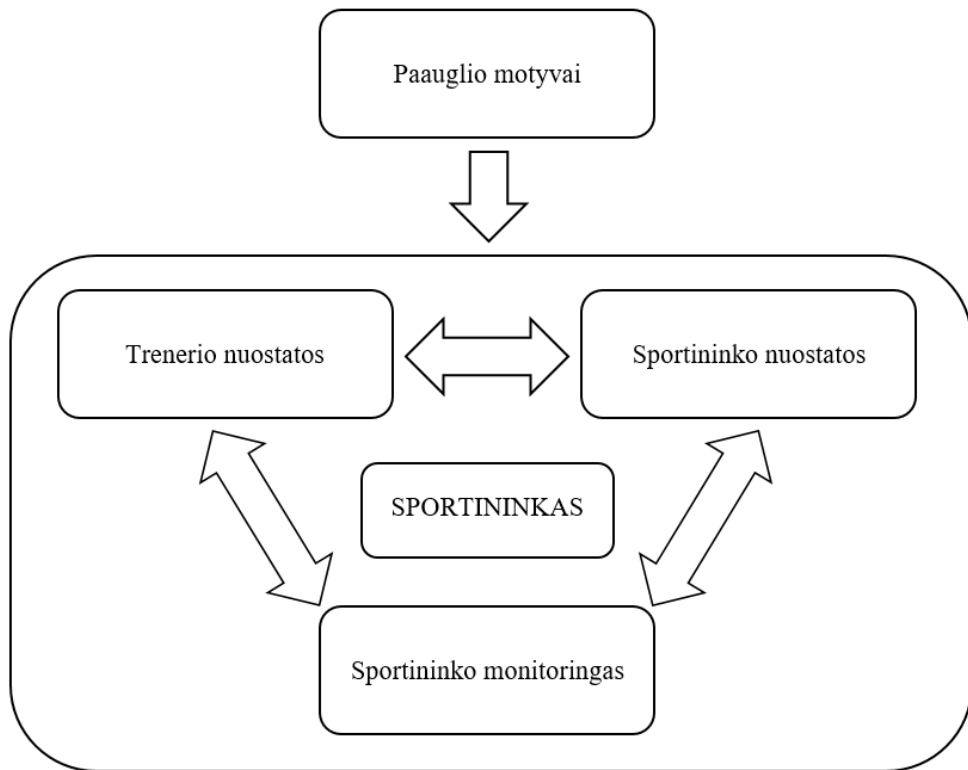 Paauglio motyvai
Trenerio nuostatos
Sportininko nuostatos
SPORTININKAS
Sportininko monitoringas